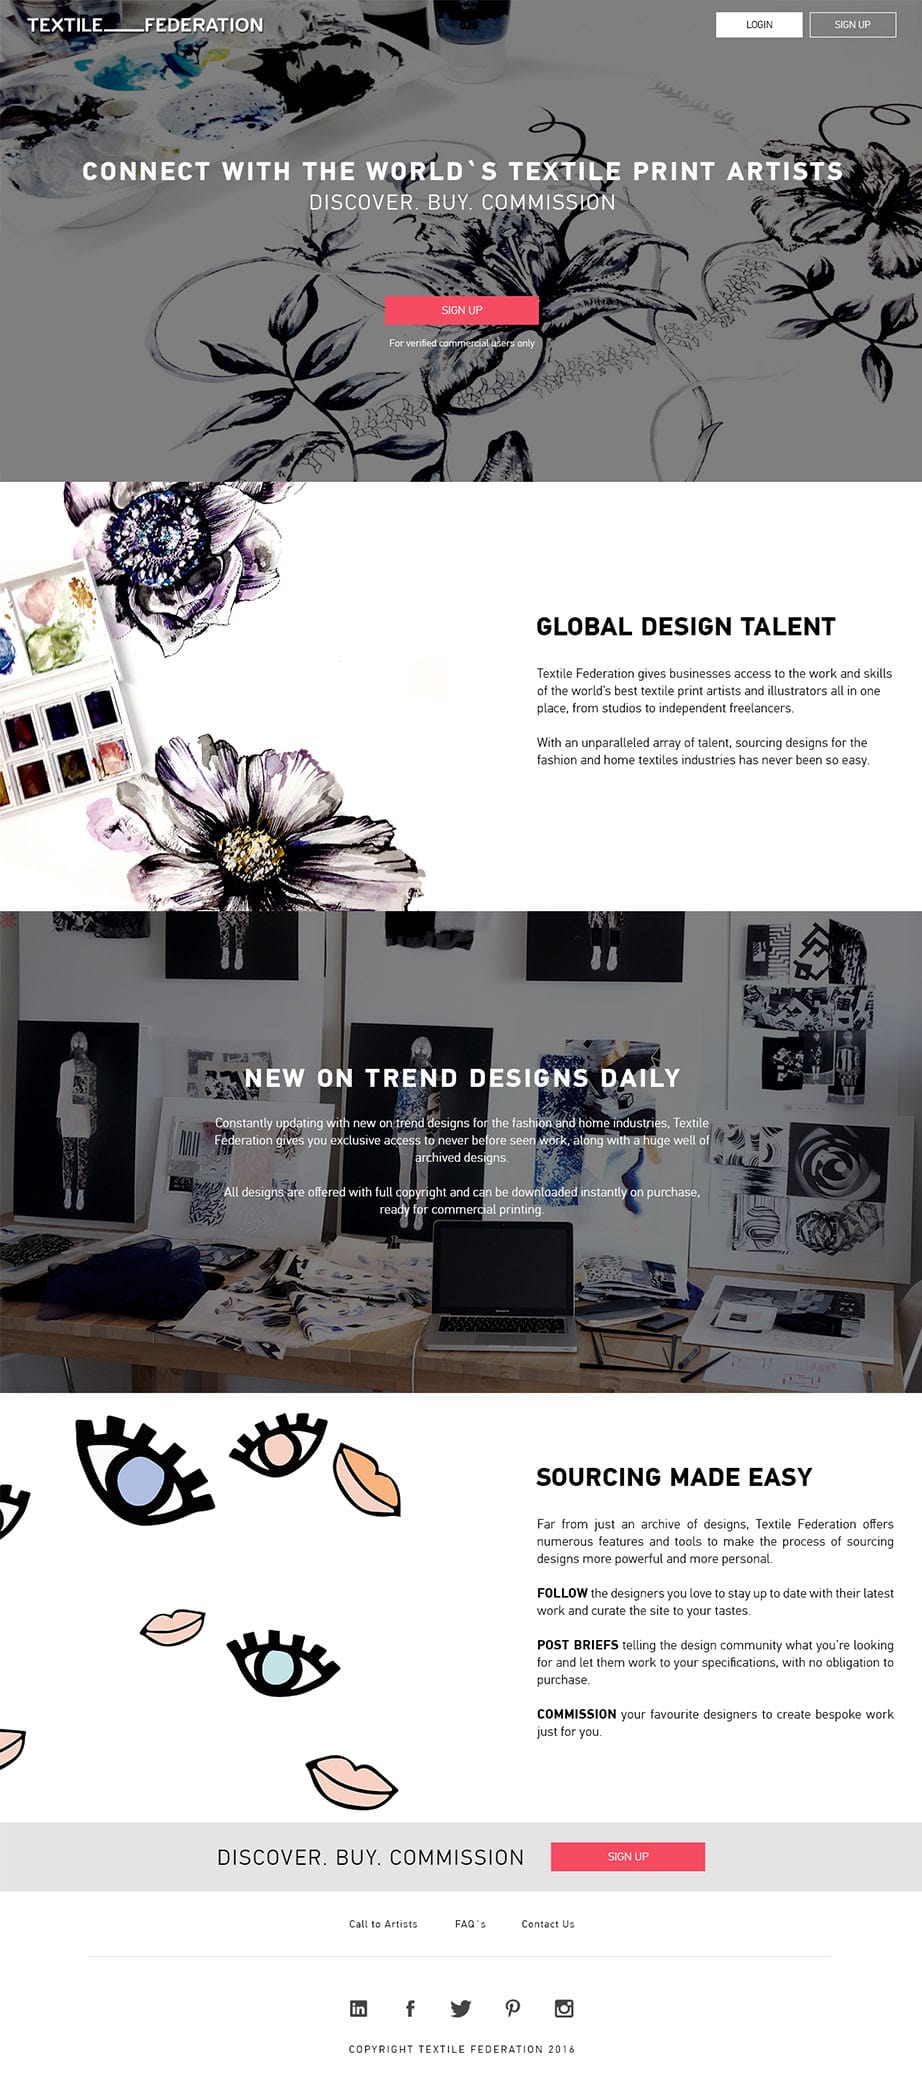 TEXTILE___FEDERATION
LOGIN
SIGN UP
CONNECT WITH THE WORLD`S TEXTILE PRINT ARTISTS
DISCOVER. BUY. COMMISSION
SIGN UP
For verified commercial users only
GLOBAL DESIGN TALENT
Textile Federation gives businesses access to the work and skills
of the world's best textile print artists and illustrators all in one
place, from studios to independent freelancers.
With an unparalleled array of talent, sourcing designs for the
fashion and home textiles industries has never been so easy.
NEW ON TREND DESIGNS DAILY
Constantly updating with new on trend designs for the fashion and home industries, Textile
Federation gives you exclusive access to never before seen work, along with a huge well of
archived designs.
All designs are offered with full copyright and can be downloaded instantly on purchase,
ready for commercial printing.
SOURCING MADE EASY
Far from just an archive of designs, Textile Federation offers
numerous features and tools to make the process of sourcing
designs more powerful and more personal.
FOLLOW the designers you love to stay up to date with their latest
work and curate the site to your tastes.
POST BRIEFS telling the design community what you're looking
for and let them work to your specifications, with no obligation to
purchase.
COMMISSION your favourite designers to create bespoke work
just for you.
DISCOVER. BUY. COMMISSION
SIGN UP
Call to Artists
FAQ`s
Contact Us
COPYRIGHT TEXTILE FEDERATION 2016